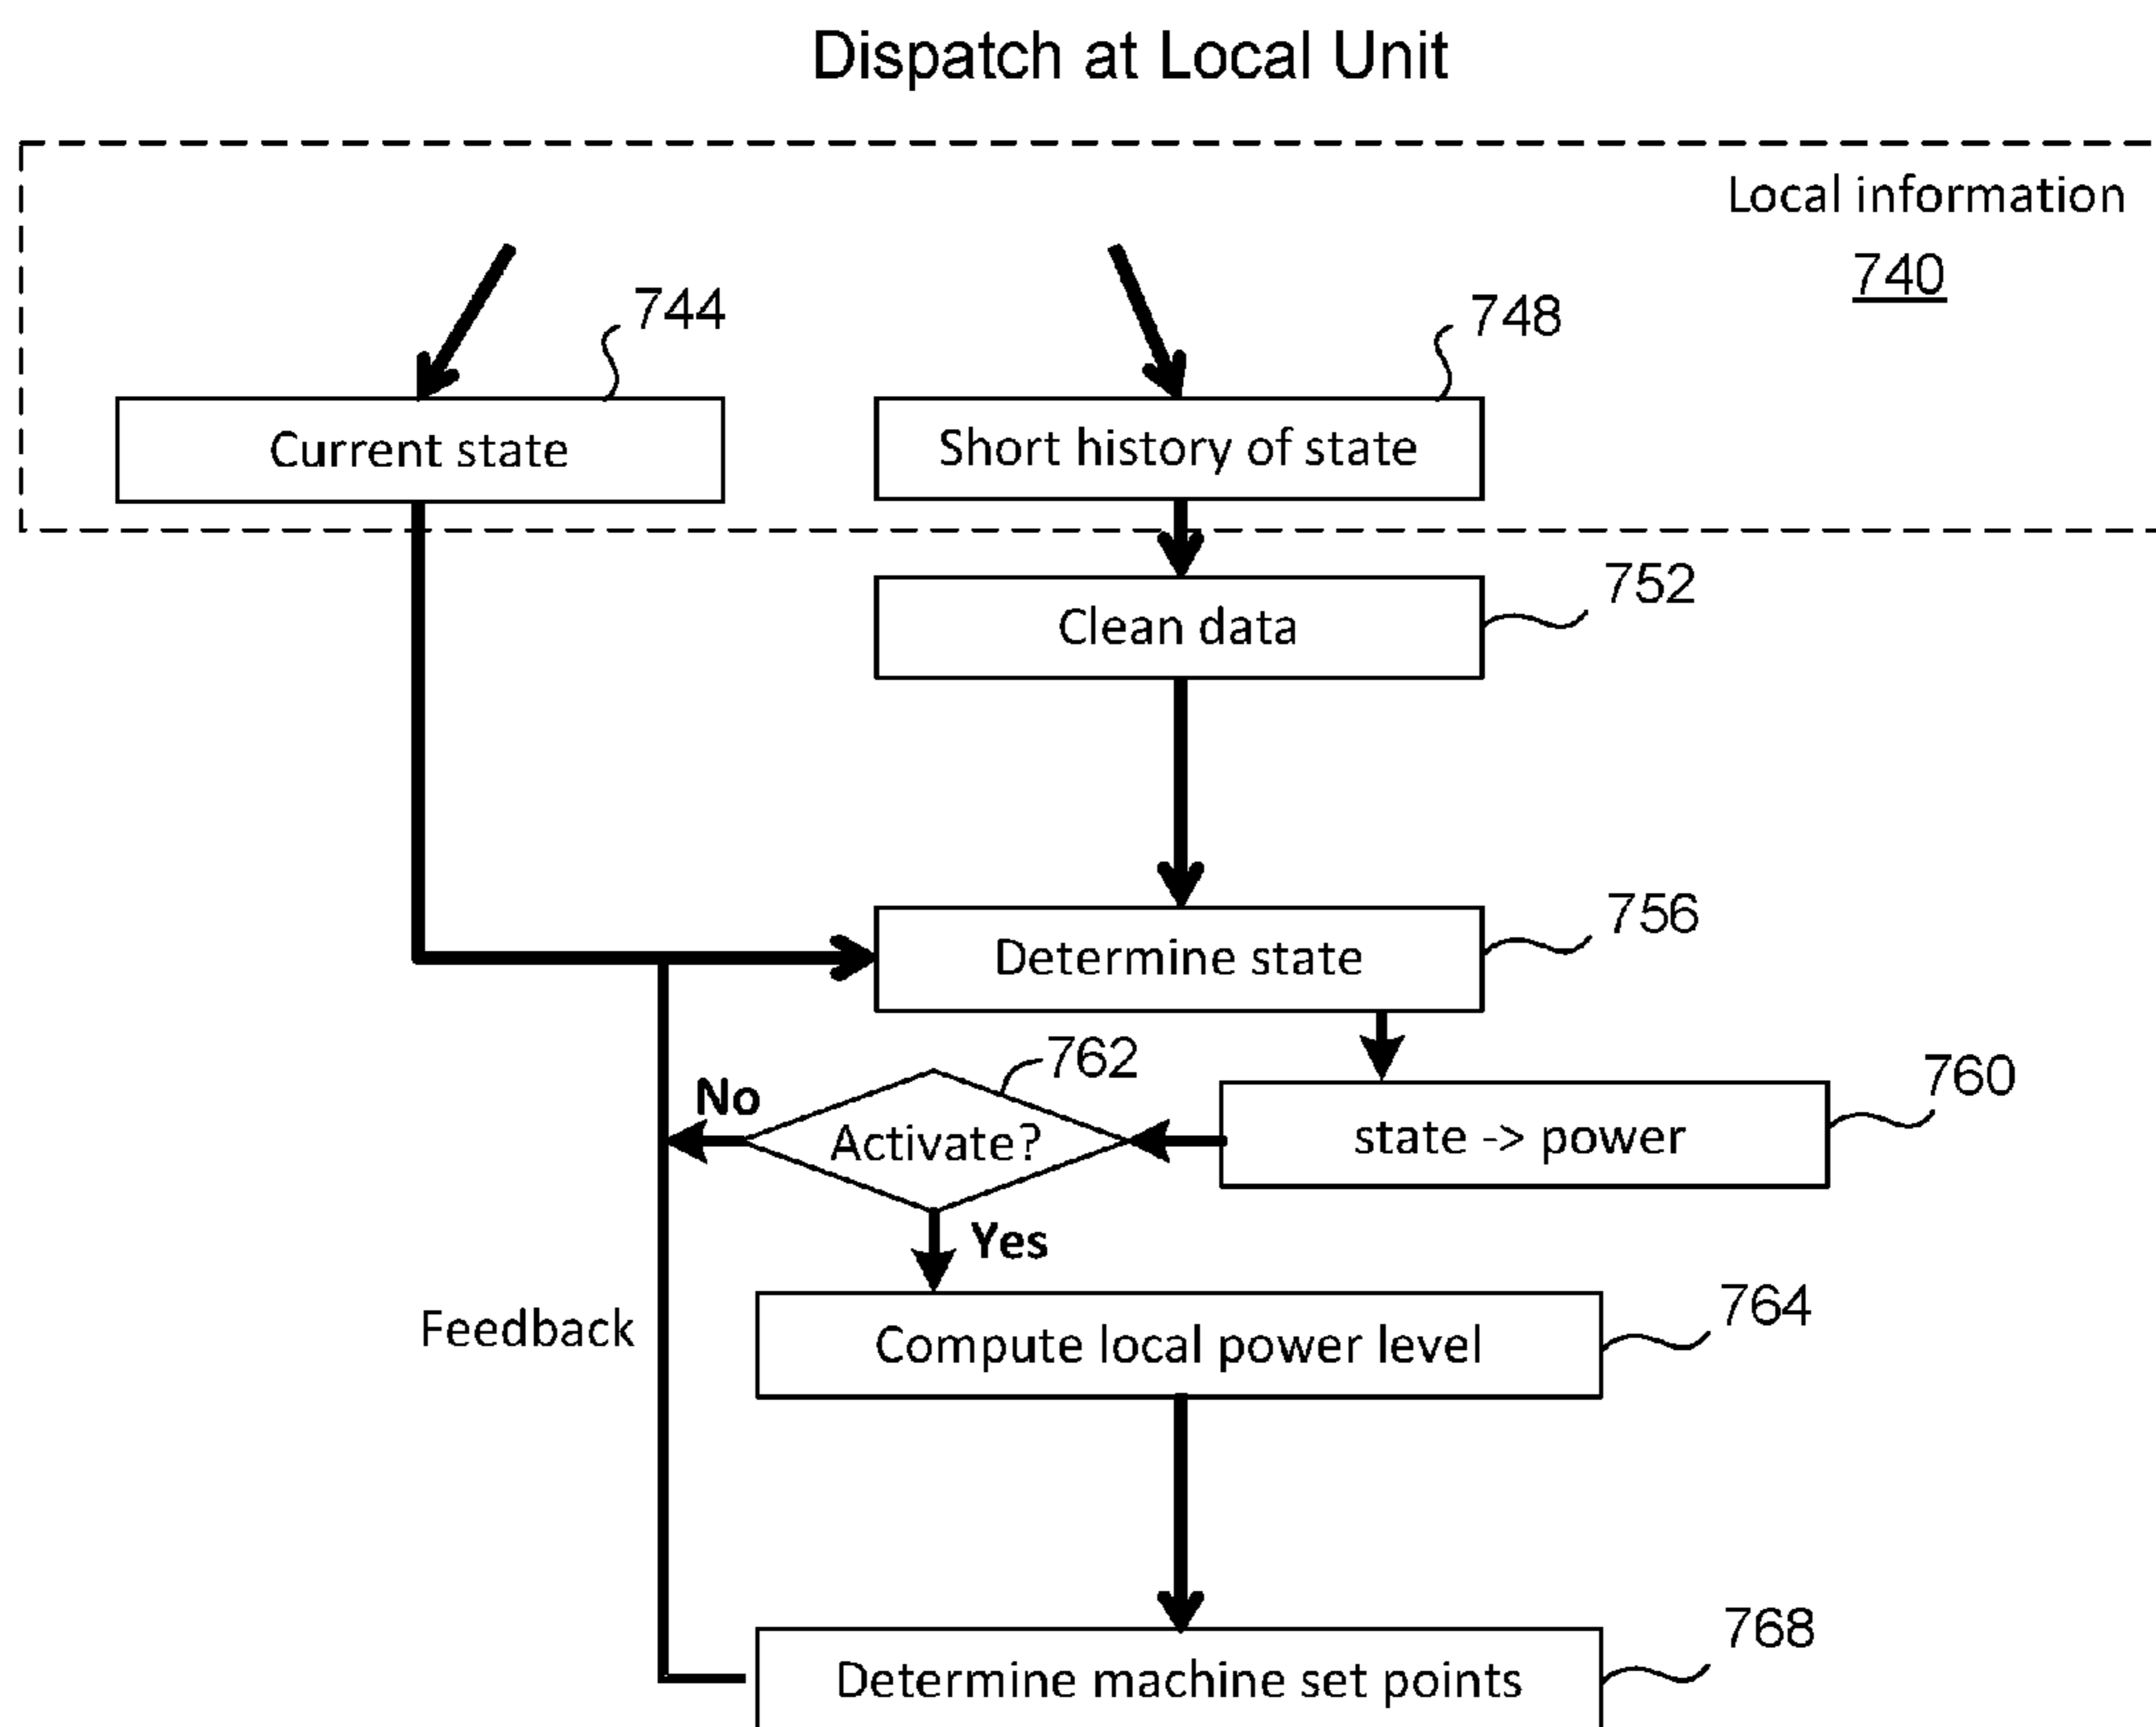 Dispatch at Local Unit
Local information
740
744
748
Current state
Short history of state
752
Clean data
756
Determine state
762
760
No
Activate?
state -> power
Yes
764
Feedback
Compute local power level
768
Determine machine set points